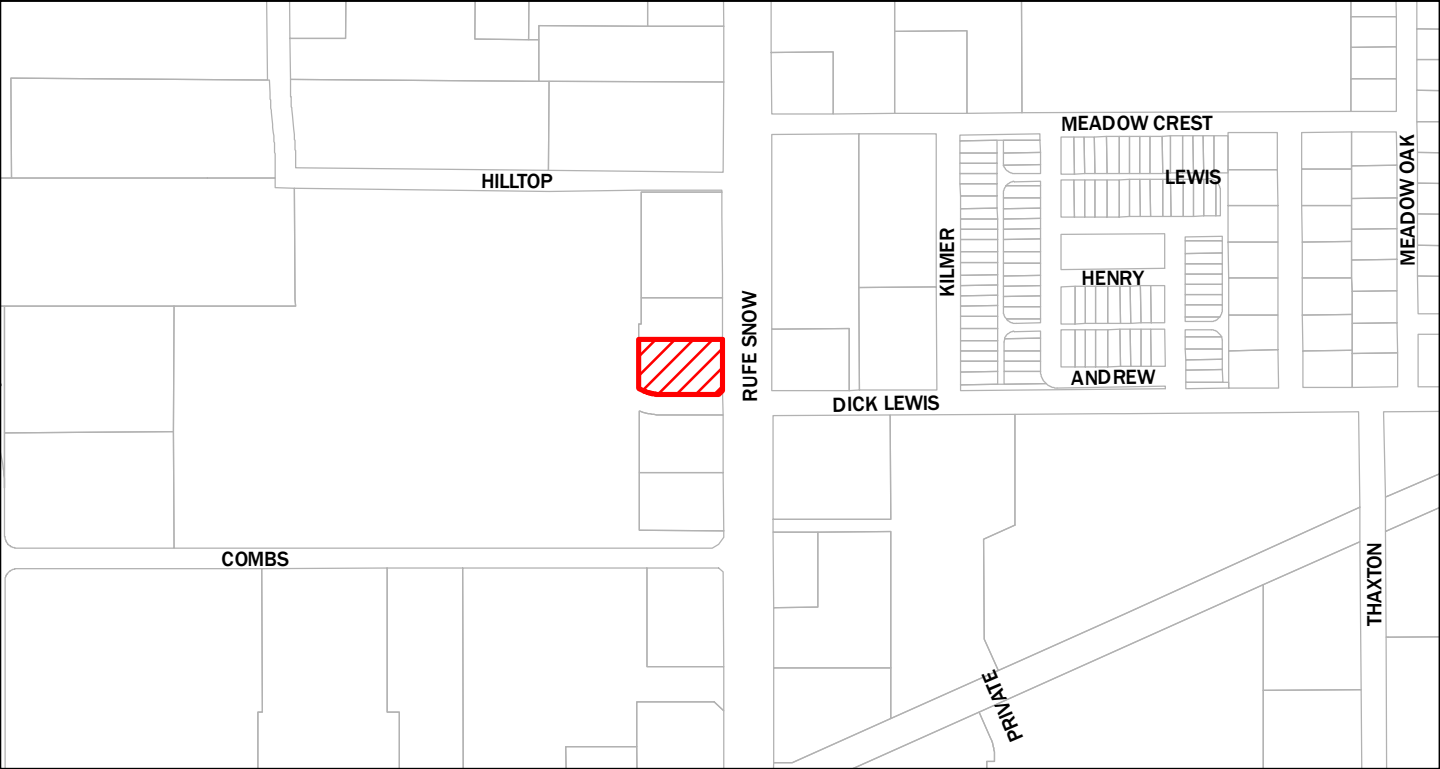 MEADOW CREST
LEWIS
HILLTOP
MEADOW OAK
KILMER
HENRY
RUFE SNOW
ANDREW
DICK LEWIS
COMBS
THAXTON
PRIVATE